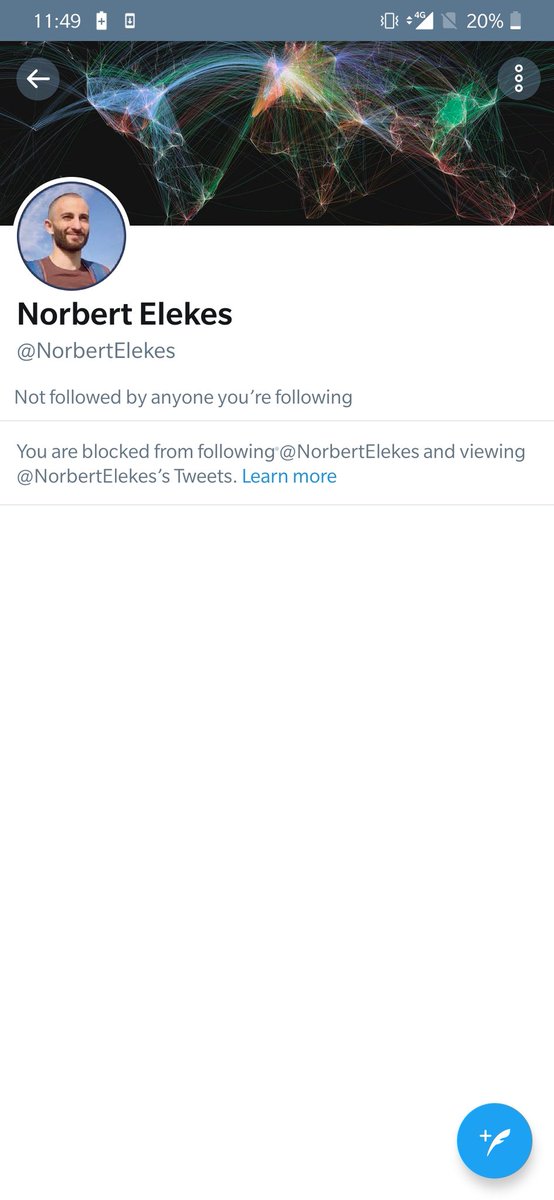 11:49
4G
20%
Norbert Elekes
@NorbertElekes
Not followed by anyone you’re following
You are blocked from following @NorbertElekes and viewing
@NorbertElekes’s Tweets. Learn more